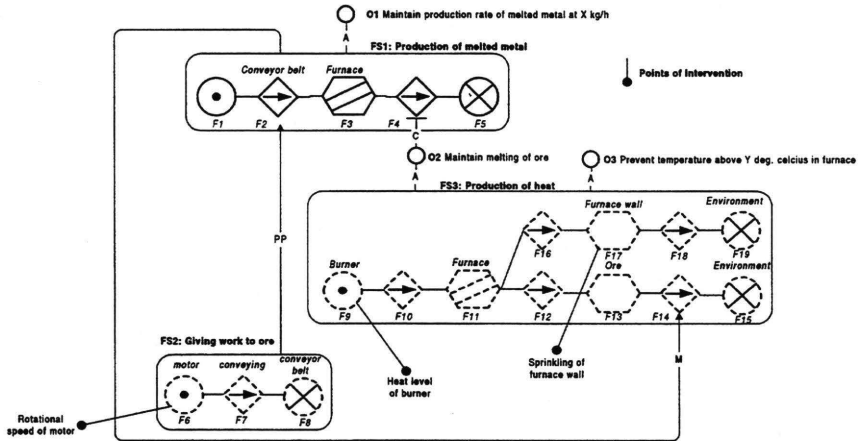 O1 Maintain production rate of melted metal at X kg/h
A
FS1: Production of melted metal
Conveyor belt
Furnace
F1
F2
F3
F4
F5
Points of Intervention
C
O2 Maintain melting of ore
O3 Prevent temperature above Y deg. celcius in furnace
A
A
FS3: Production of heat
Furnace wall
Environment
PP
F16
F17
F18
F19
Burner
Furnace
Ore
Environment
F9
F10
F11
F12
F13
F14
F15
FS2: Giving work to ore
motor
conveying
conveyor
belt
F6
F7
F8
M
Heat level
of burner
Sprinkling of
furnace wall
Rotational
speed of motor